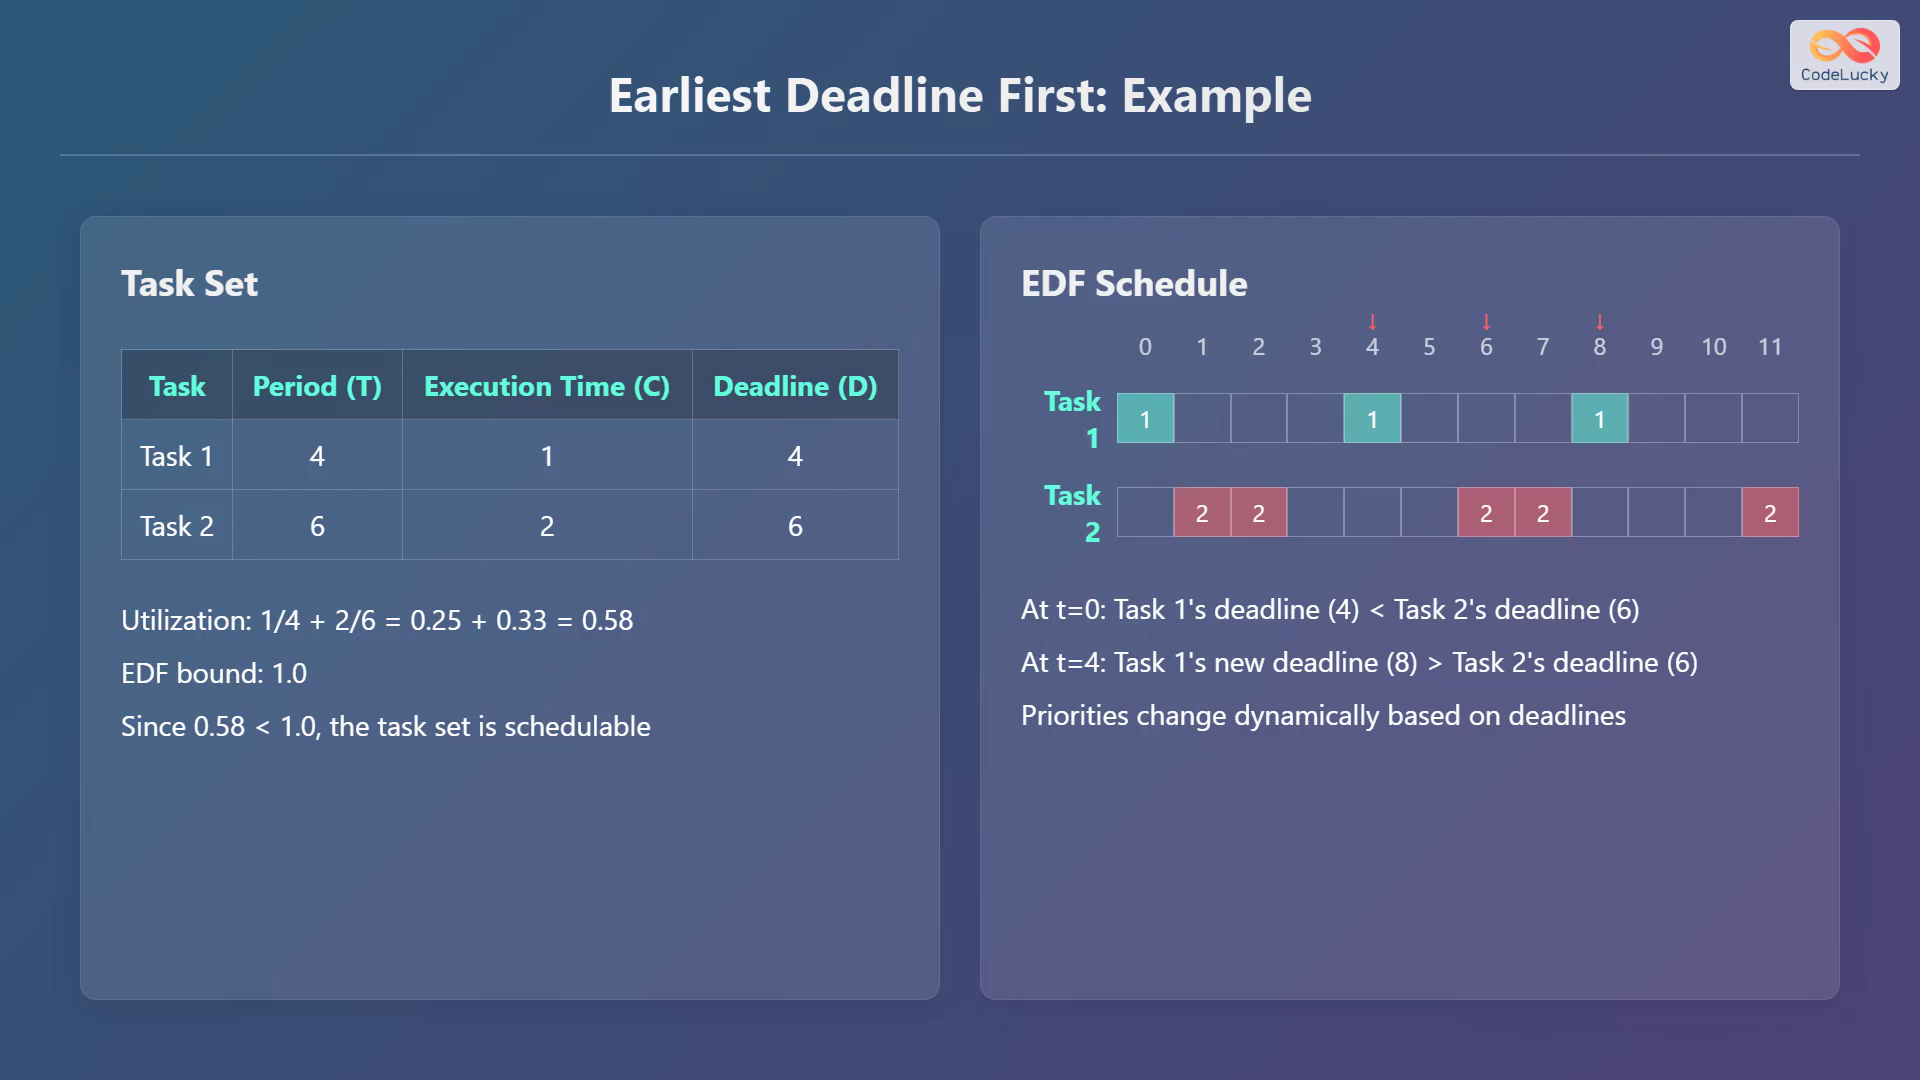 CodeLucky
Earliest Deadline First: Example
Task Set
Task Period (T) Execution Time (C) Deadline (D)
Task 1 4 1 4
Task 2 6 2 6
Utilization: 1/4 + 2/6 = 0.25 + 0.33 = 0.58
EDF bound: 1.0
Since 0.58 < 1.0, the task set is schedulable
EDF Schedule
↓ ↓ ↓
0 1 2 3 4 5 6 7 8 9 10 11
Task
1
1 1 1
Task
2
2 2 2 2 2
At t=0: Task 1's deadline (4) < Task 2's deadline (6)
At t=4: Task 1's new deadline (8) > Task 2's deadline (6)
Priorities change dynamically based on deadlines